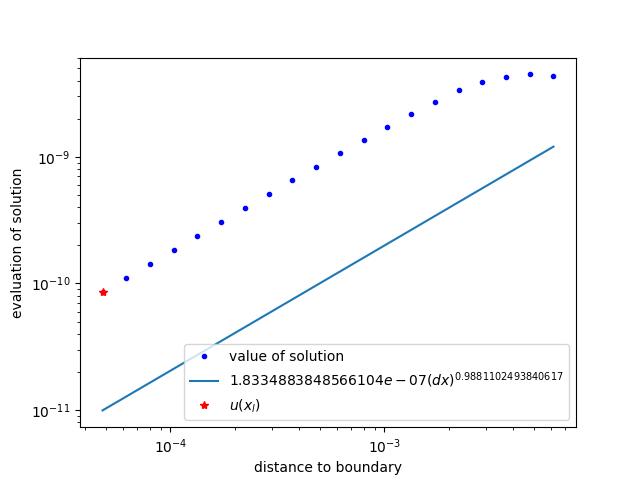 10⁻⁹
10⁻¹⁰
10⁻¹¹
evaluation of solution
value of solution
1.8334883848566104e − 07(dx)^0.9881102493840617
u(x_l)
10⁻⁴
10⁻³
distance to boundary